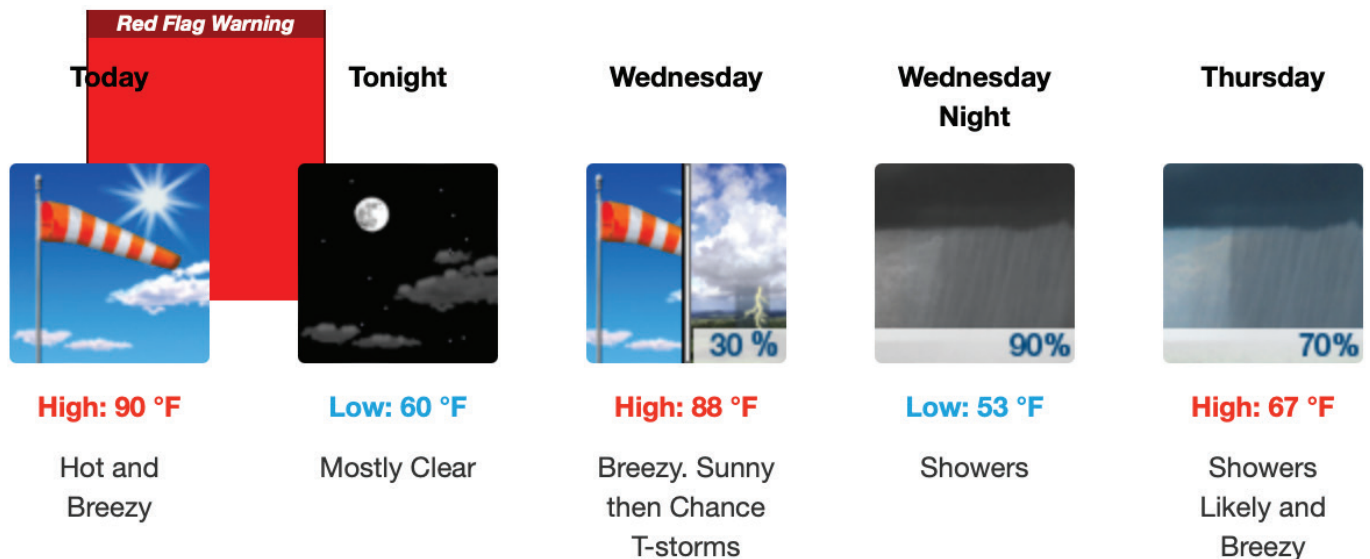 Red Flag Warning
Today
Tonight
Wednesday
Wednesday
Night
Thursday
30 %
90%
70%
High: 90 °F
Low: 60 °F
High: 88 °F
Low: 53 °F
High: 67 °F
Hot and
Breezy
Mostly Clear
Breezy. Sunny
then Chance
T-storms
Showers
Showers
Likely and
Breezy